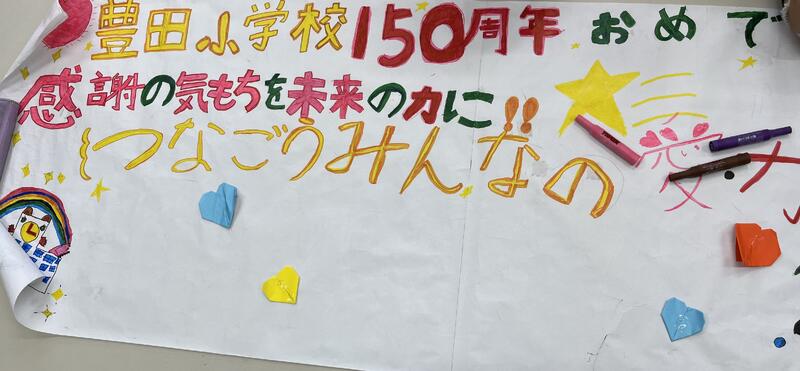 豊田小学校150周年おめで
感謝の気もちを未来の力に!!
~つなごうみんなの愛